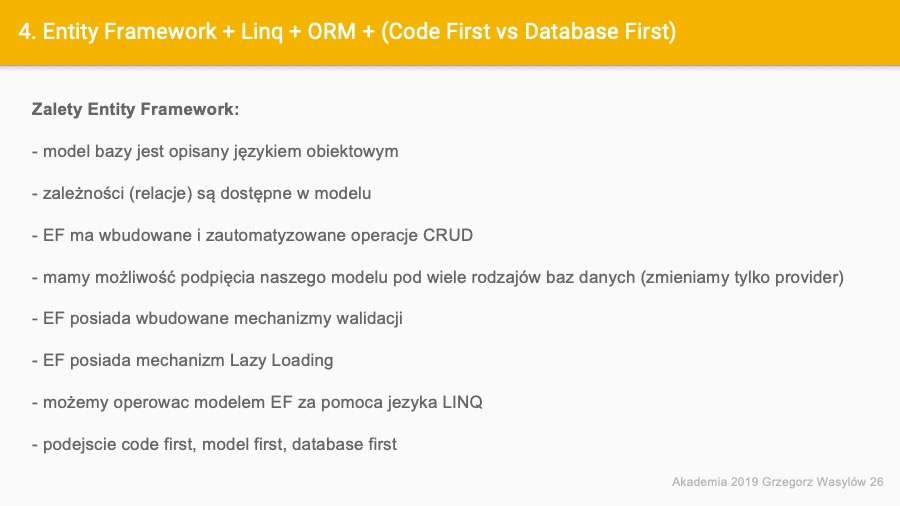 4. Entity Framework + Linq + ORM + (Code First vs Database First)
Zalety Entity Framework:
- model bazy jest opisany językiem obiektowym
- zależności (relacje) są dostępne w modelu
- EF ma wbudowane i zautomatyzowane operacje CRUD
- mamy możliwość podpięcia naszego modelu pod wiele rodzajów baz danych (zmieniamy tylko provider)
- EF posiada wbudowane mechanizmy walidacji
- EF posiada mechanizm Lazy Loading
- możemy operowac modelem EF za pomoca jezyka LINQ
- podejscie code first, model first, database first
Akademia 2019 Grzegorz Wasylów 26